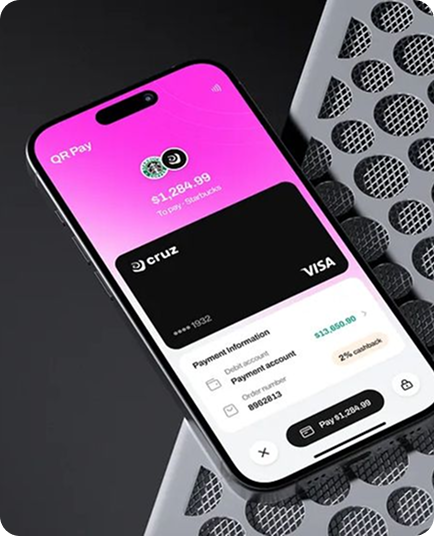 QR Pay
$1,284.99
To pay · Starbucks
cruz
VISA
•••• 1932
Payment Information
Debit account
Payment account
$13,650.90
2% cashback
Order number
8962813
Pay $1,284.99